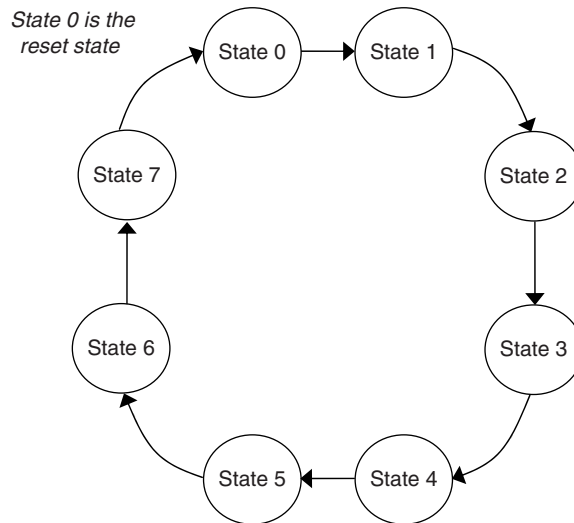 State 0 is the
reset state
State 0
State 1
State 2
State 3
State 4
State 5
State 6
State 7